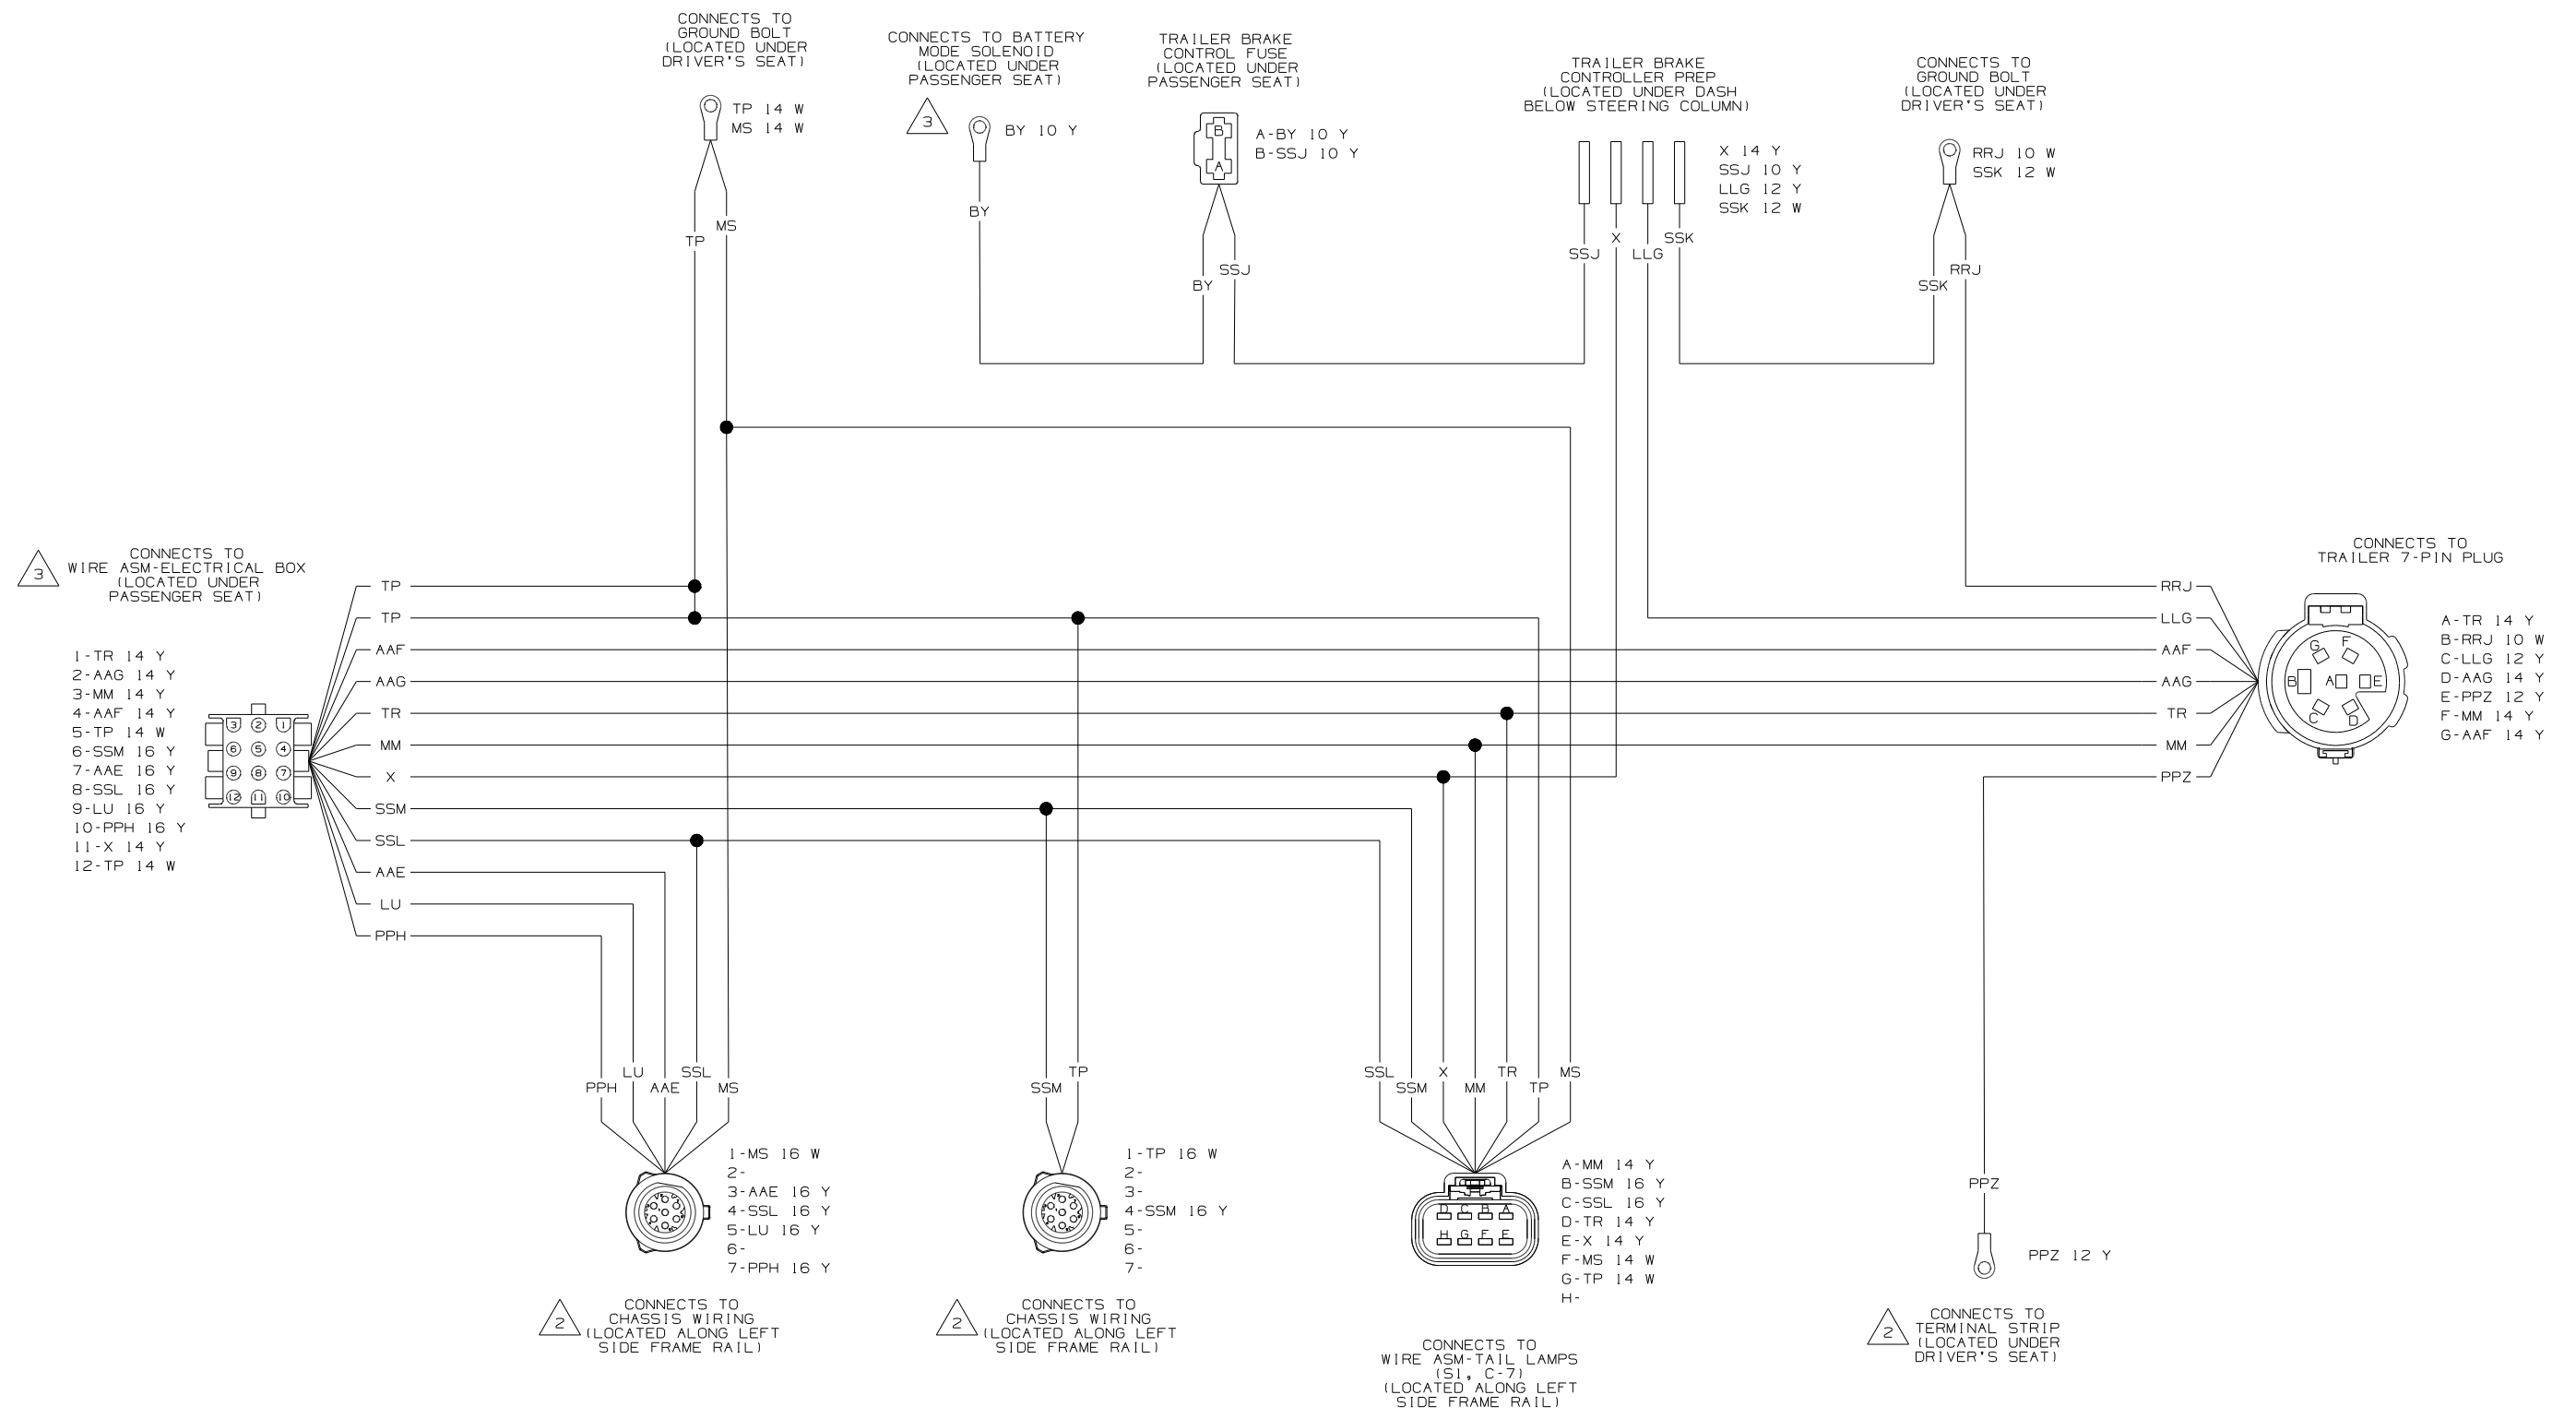 CONNECTS TO
GROUND BOLT
(LOCATED UNDER
DRIVER'S SEAT)
TP 14 W
MS 14 W
TP
MS
CONNECTS TO BATTERY
MODE SOLENOID
(LOCATED UNDER
PASSENGER SEAT)
3
BY 10 Y
BY
TRAILER BRAKE
CONTROL FUSE
(LOCATED UNDER
PASSENGER SEAT)
B
A
A-BY 10 Y
B-SSJ 10 Y
SSJ
BY
TRAILER BRAKE
CONTROLLER PREP
(LOCATED UNDER DASH
BELOW STEERING COLUMN)
X 14 Y
SSJ 10 Y
LLG 12 Y
SSK 12 W
SSJ
X
LLG
SSK
CONNECTS TO
GROUND BOLT
(LOCATED UNDER
DRIVER'S SEAT)
RRJ 10 W
SSK 12 W
RRJ
SSK
3
CONNECTS TO
WIRE ASM-ELECTRICAL BOX
(LOCATED UNDER
PASSENGER SEAT)
1-TR 14 Y
2-AAG 14 Y
3-MM 14 Y
4-AAF 14 Y
5-TP 14 W
6-SSM 16 Y
7-AAE 16 Y
8-SSL 16 Y
9-LU 16 Y
10-PPH 16 Y
11-X 14 Y
12-TP 14 W
3 2 1
6 5 4
9 8 7
12 11 10
TP
TP
AAF
AAG
TR
MM
X
SSM
SSL
AAE
LU
PPH
RRJ
LLG
AAF
AAG
TR
MM
PPZ
CONNECTS TO
TRAILER 7-PIN PLUG
G F
B A E
C D
A-TR 14 Y
B-RRJ 10 W
C-LLG 12 Y
D-AAG 14 Y
E-PPZ 12 Y
F-MM 14 Y
G-AAF 14 Y
PPH
LU
AAE
SSL
MS
1-MS 16 W
2-
3-AAE 16 Y
4-SSL 16 Y
5-LU 16 Y
6-
7-PPH 16 Y
2
CONNECTS TO
CHASSIS WIRING
(LOCATED ALONG LEFT
SIDE FRAME RAIL)
SSM
TP
1-TP 16 W
2-
3-
4-SSM 16 Y
5-
6-
7-
2
CONNECTS TO
CHASSIS WIRING
(LOCATED ALONG LEFT
SIDE FRAME RAIL)
SSL
SSM
X
MM
TR
TP
MS
D C B A
H G F E
A-MM 14 Y
B-SSM 16 Y
C-SSL 16 Y
D-TR 14 Y
E-X 14 Y
F-MS 14 W
G-TP 14 W
H-
CONNECTS TO
WIRE ASM-TAIL LAMPS
(S1, C-7)
(LOCATED ALONG LEFT
SIDE FRAME RAIL)
PPZ
PPZ 12 Y
2
CONNECTS TO
TERMINAL STRIP
(LOCATED UNDER
DRIVER'S SEAT)